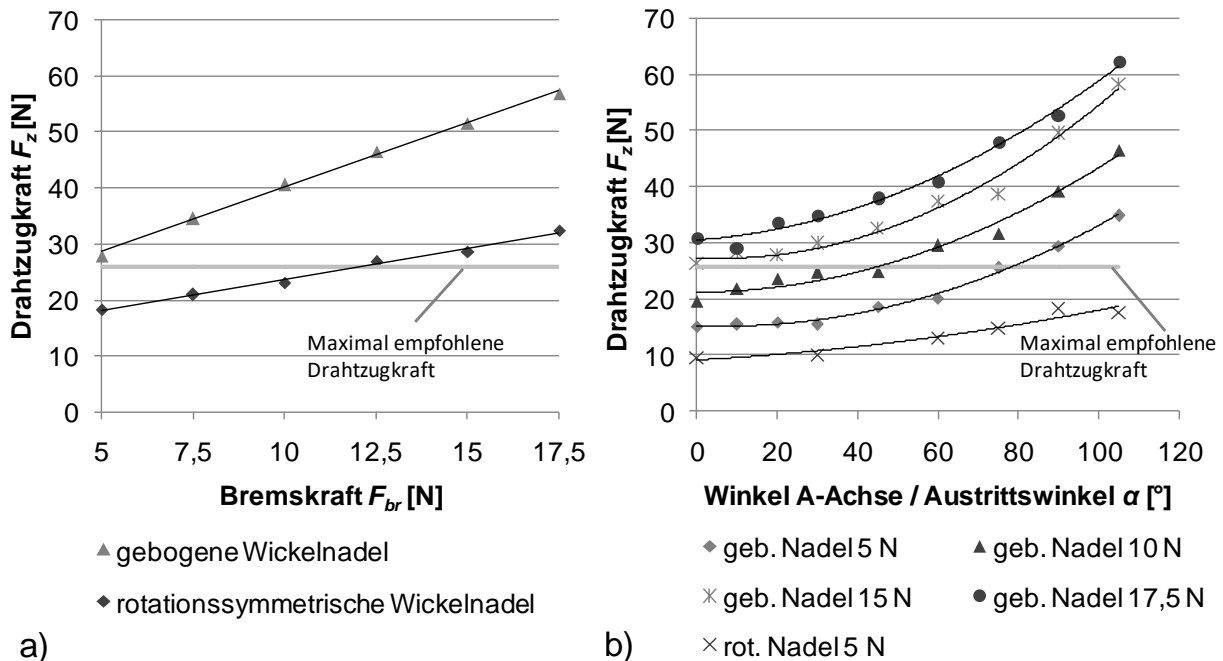 Drahtzugkraft Fz [N]
70
60
50
40
30
20
10
0
Maximal empfohlene
Drahtzugkraft
5
7,5
10
12,5
15
17,5
Bremskraft Fbr [N]
gebogene Wickelnadel
rotationssymmetrische Wickelnadel
a)
Drahtzugkraft Fz [N]
70
60
50
40
30
20
10
0
Maximal empfohlene
Drahtzugkraft
0
20
40
60
80
100
120
Winkel A-Achse / Austrittswinkel α [°]
geb. Nadel 5 N
geb. Nadel 10 N
geb. Nadel 15 N
geb. Nadel 17,5 N
rot. Nadel 5 N
b)